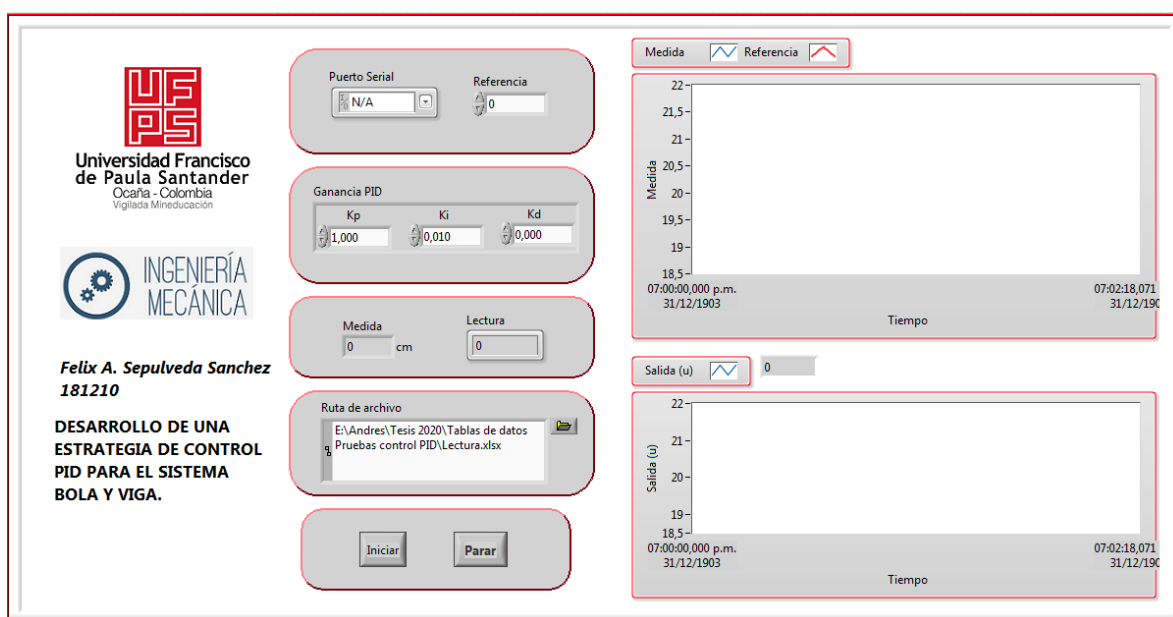 UF
PS
Universidad Francisco
de Paula Santander
Ocaña - Colombia
Vigilada Mineducación
INGENIERÍA
MECÁNICA
Felix A. Sepulveda Sanchez
181210
DESARROLLO DE UNA
ESTRATEGIA DE CONTROL
PID PARA EL SISTEMA
BOLA Y VIGA.
Puerto Serial
N/A
Referencia
0
Ganancia PID
Kp Ki Kd
1,000 0,010 0,000
Medida
0 cm
Lectura
0
Ruta de archivo
E:\Andres\Tesis 2020\Tablas de datos
Pruebas control PID\Lectura.xlsx
Iniciar Parar
Medida Referencia
22
21,5
21
20,5
20
19,5
19
18,5
Medida
07:00:00,000 p.m.
31/12/1903
07:02:18,071
31/12/190
Tiempo
Salida (u) 0
22
21
20
19
18,5
Salida (u)
07:00:00,000 p.m.
31/12/1903
07:02:18,071
31/12/190
Tiempo